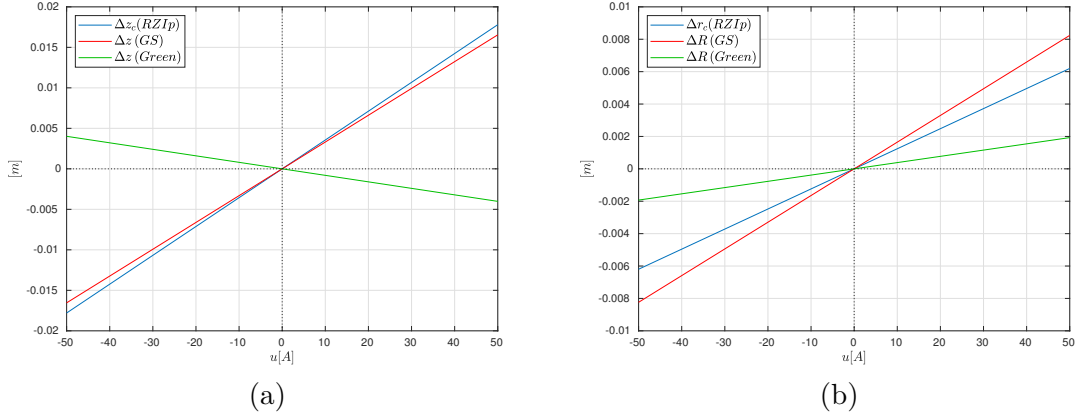 Δz_c(RZIp)
Δz (GS)
Δz (Green)
0.02
0.015
0.01
0.005
0
-0.005
-0.01
-0.015
-0.02
[m]
-50 -40 -30 -20 -10 0 10 20 30 40 50
u[A]
(a)
Δr_c(RZIp)
ΔR (GS)
ΔR (Green)
0.01
0.008
0.006
0.004
0.002
0
-0.002
-0.004
-0.006
-0.008
-0.01
[m]
-50 -40 -30 -20 -10 0 10 20 30 40 50
u[A]
(b)